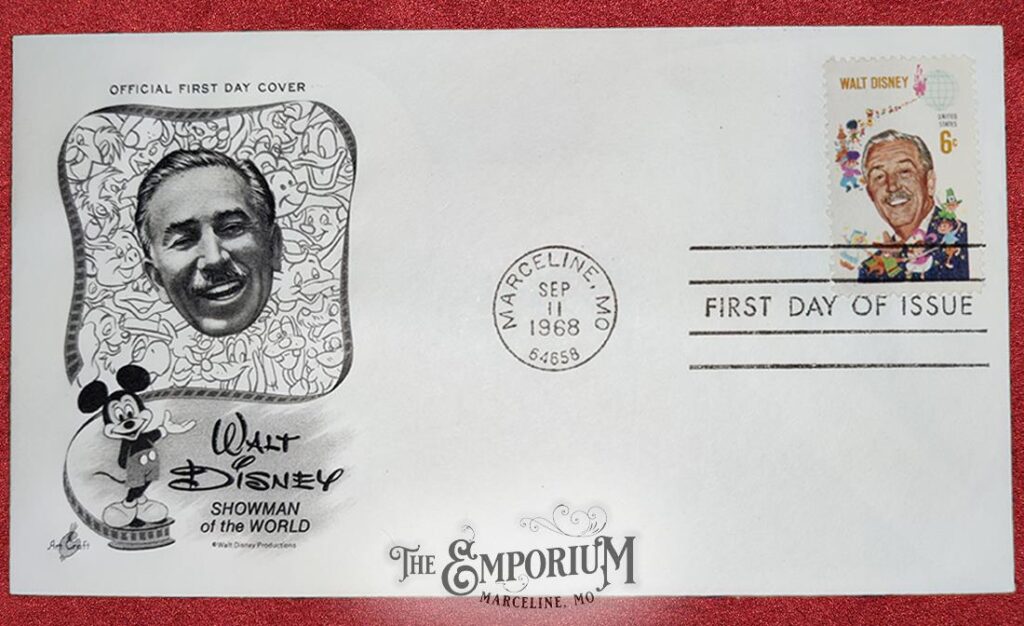 OFFICIAL FIRST DAY COVER
WALT DISNEY
SHOWMAN
of the WORLD
© Walt Disney Productions
Art Craft
MARCELINE, MO
SEP
11
1968
64658
WALT DISNEY
UNITED
STATES
6c
FIRST DAY OF ISSUE
THE EMPORIUM
MARCELINE, MO